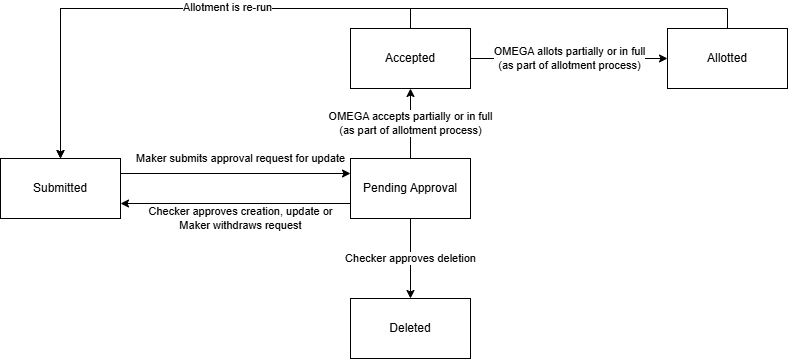 Allotment is re-run
Accepted
OMEGA allots partially or in full
(as part of allotment process)
Allotted
OMEGA accepts partially or in full
(as part of allotment process)
Maker submits approval request for update
Submitted
Pending Approval
Checker approves creation, update or
Maker withdraws request
Checker approves deletion
Deleted